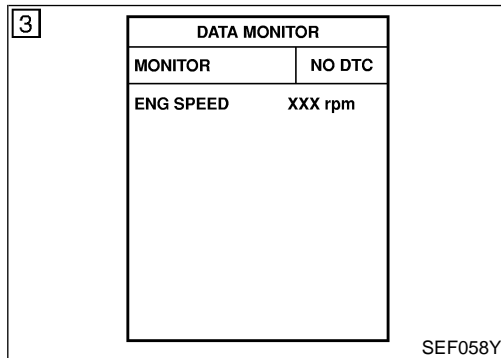 3
DATA MONITOR
MONITOR NO DTC
ENG SPEED XXX rpm
SEF058Y